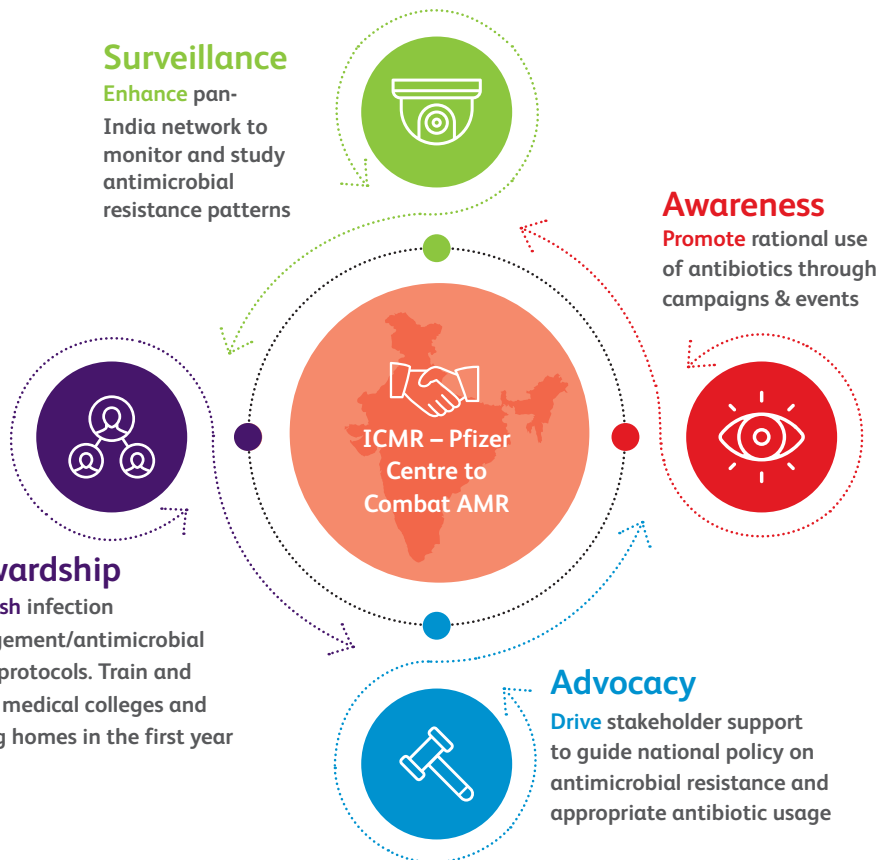 Surveillance
Enhance pan-
India network to
monitor and study
antimicrobial
resistance patterns
Awareness
Promote rational use
of antibiotics through
campaigns & events
ICMR – Pfizer
Centre to
Combat AMR
wardship
sh infection
gement/antimicrobial
protocols. Train and
medical colleges and
g homes in the first year
Advocacy
Drive stakeholder support
to guide national policy on
antimicrobial resistance and
appropriate antibiotic usage